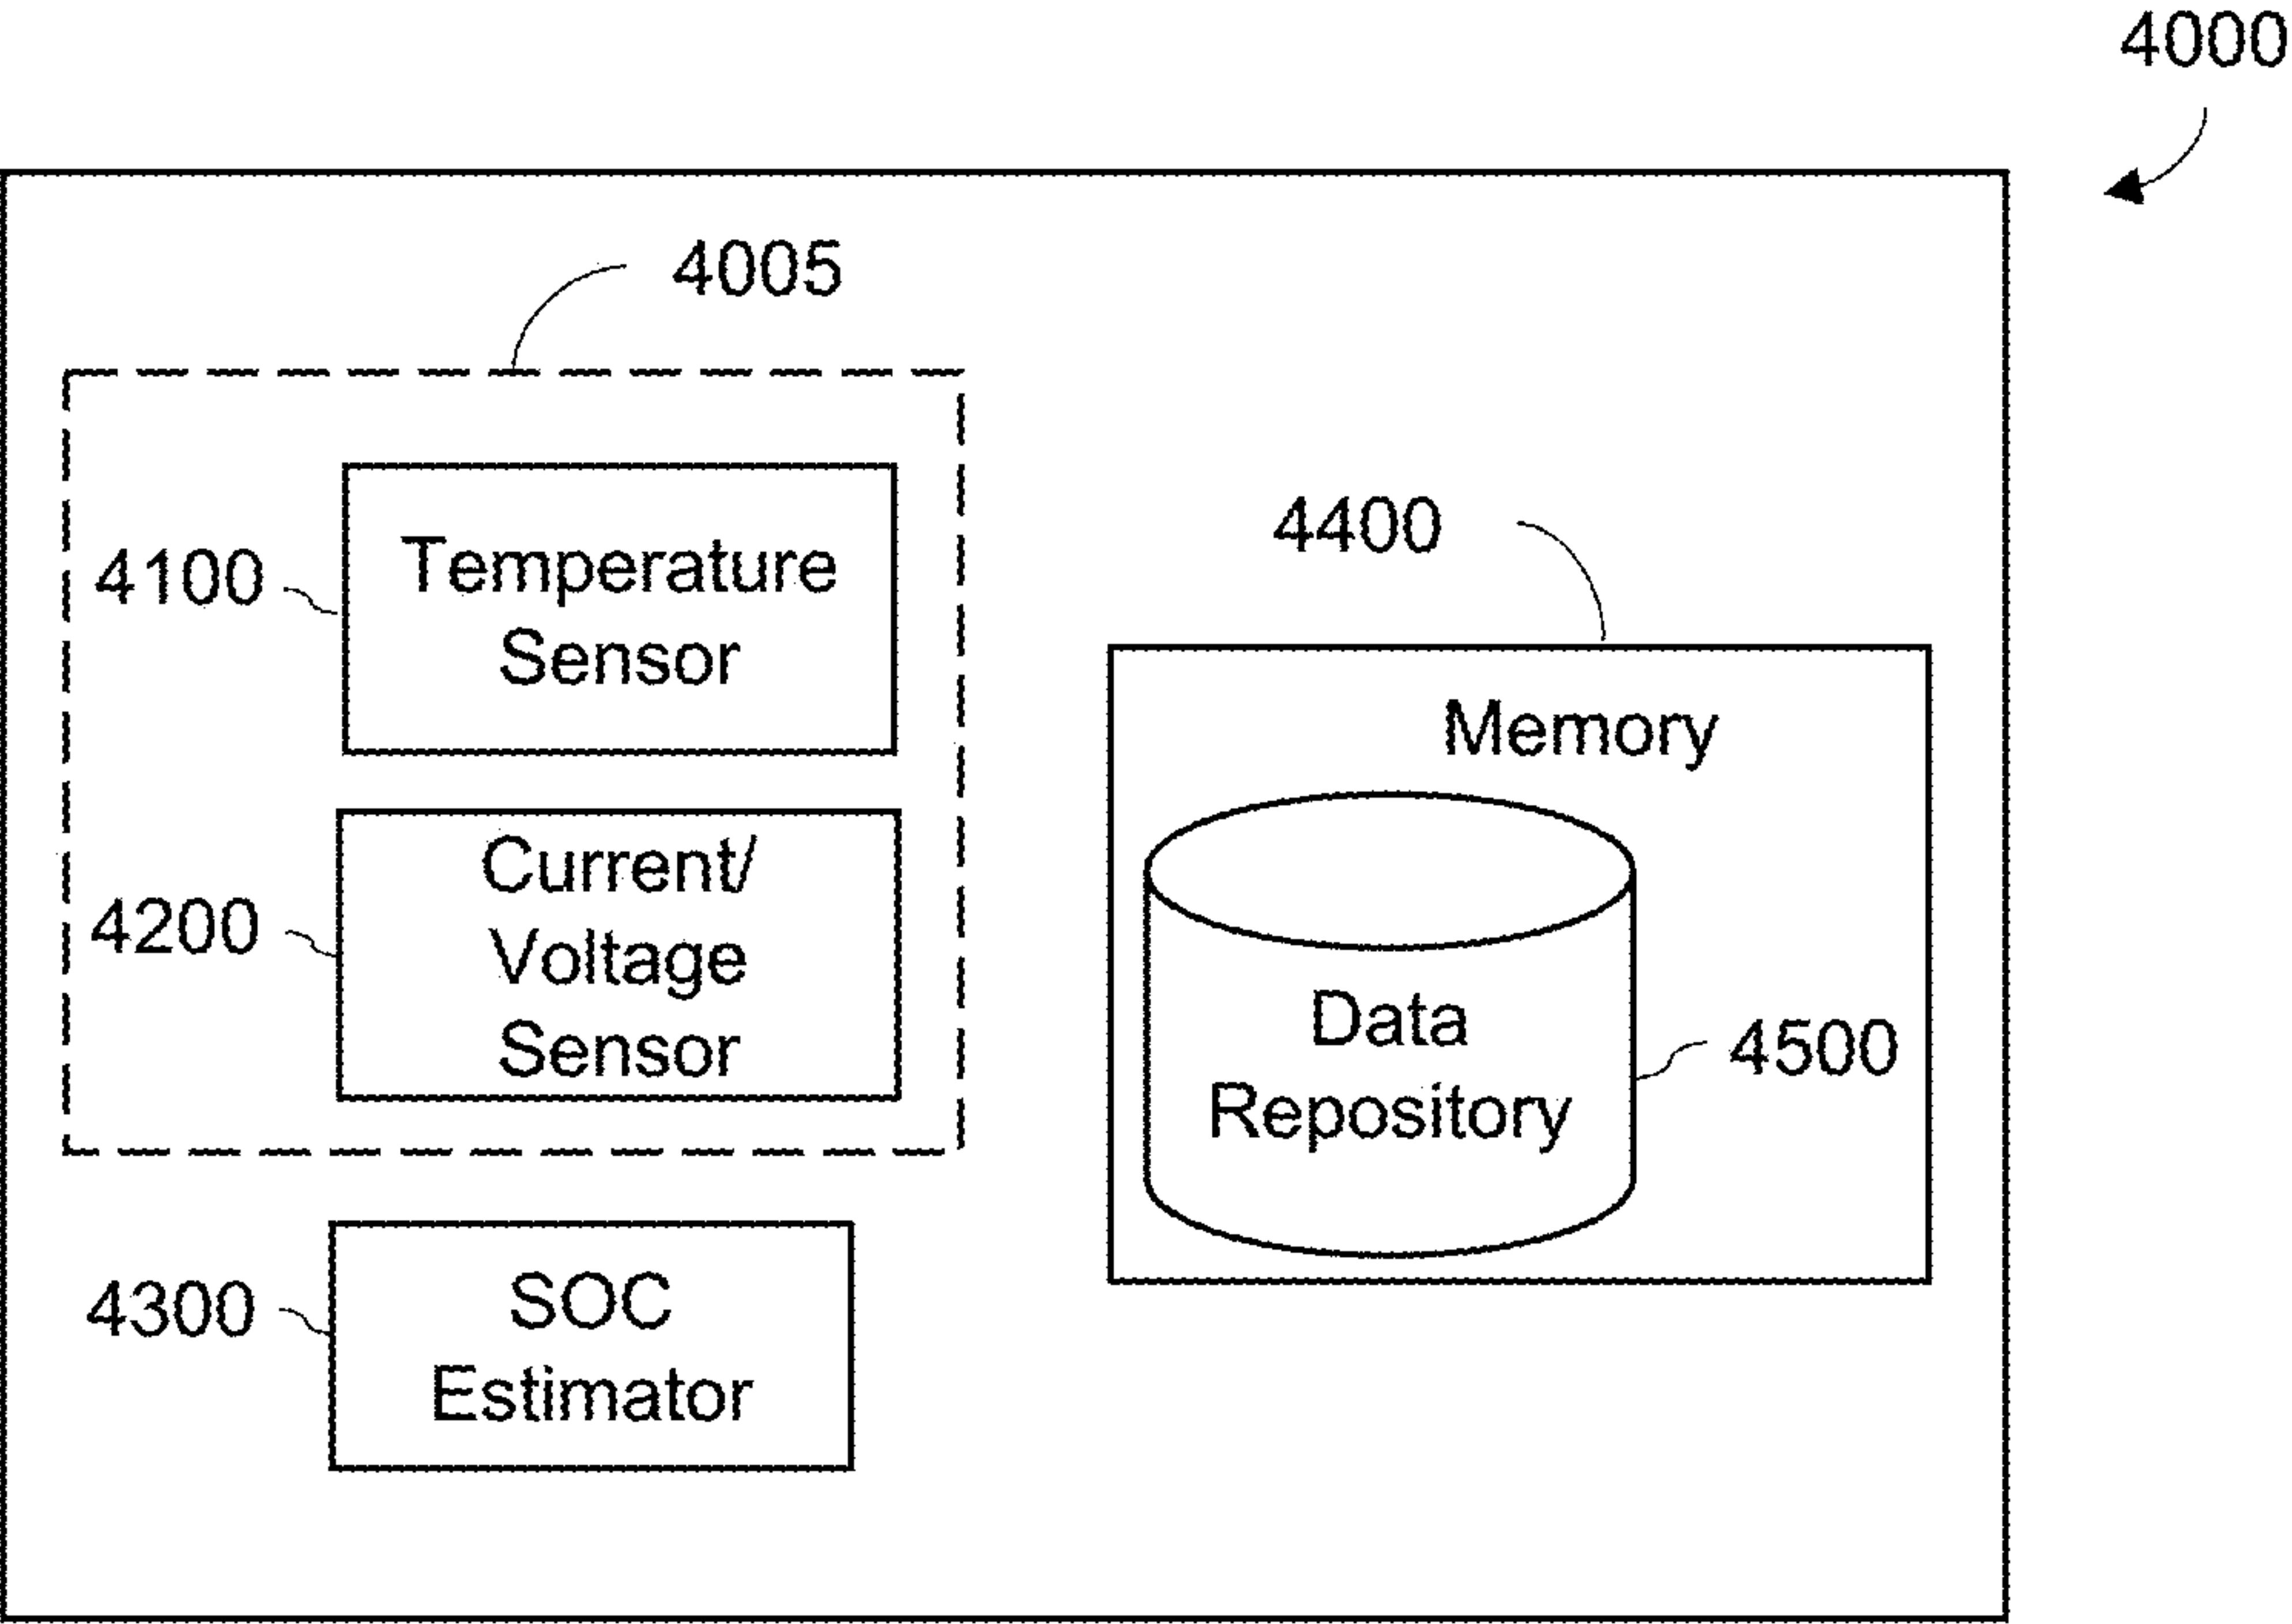 4000
4005
4100
Temperature
Sensor
4400
Memory
4200
Current/
Voltage
Sensor
Data
Repository
4500
4300
SOC
Estimator